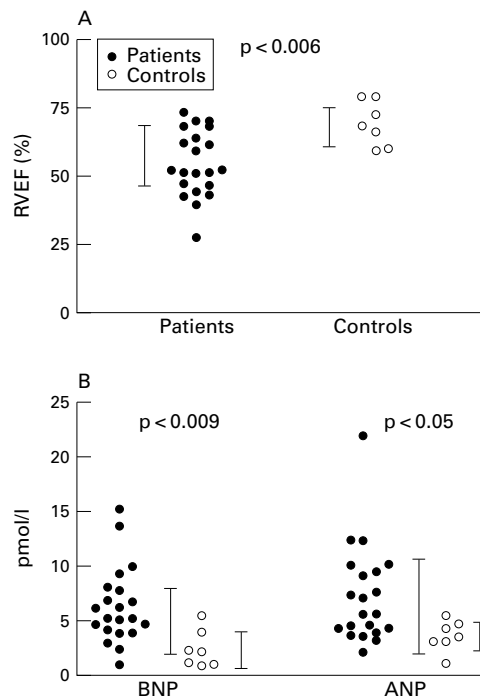 A
100
75
50
25
0
RVEF (%)
Patients
Controls
p < 0.006
Patients
Controls
B
25
20
15
10
5
0
pmol/l
p < 0.009
p < 0.05
BNP
ANP